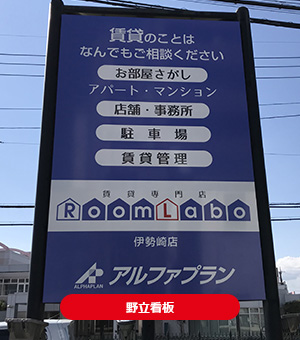 賃貸のことは
なんでもご相談ください
お部屋さがし
アパート・マンション
店舗・事務所
駐車場
賃貸管理
賃貸専門店
RoomLabo
伊勢崎店
ALPHAPLAN アルファプラン
野立看板